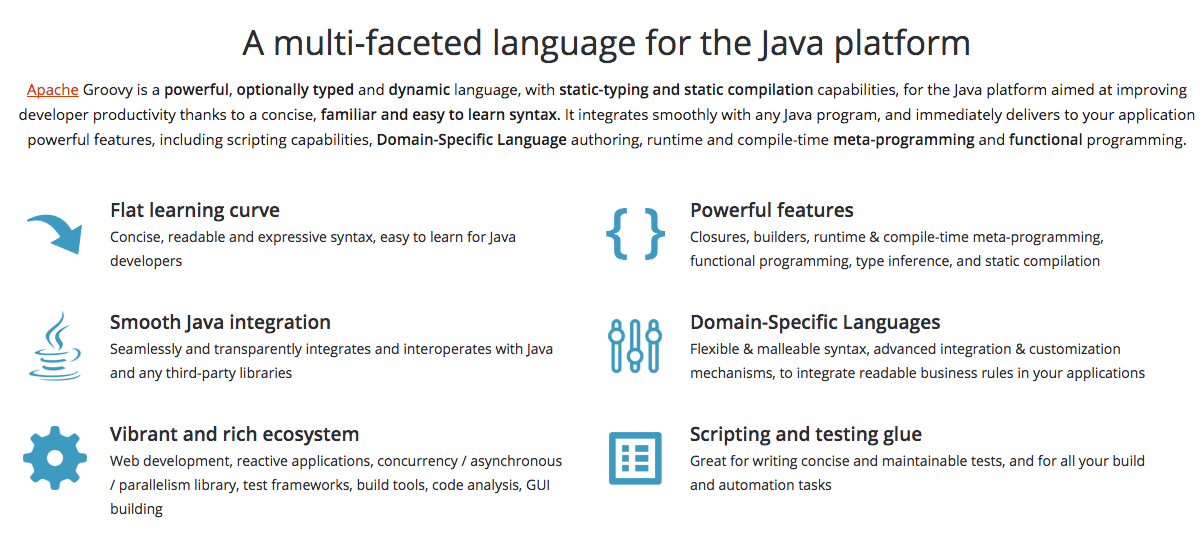 A multi-faceted language for the Java platform
Apache Groovy is a powerful, optionally typed and dynamic language, with static-typing and static compilation capabilities, for the Java platform aimed at improving
developer productivity thanks to a concise, familiar and easy to learn syntax. It integrates smoothly with any Java program, and immediately delivers to your application
powerful features, including scripting capabilities, Domain-Specific Language authoring, runtime and compile-time meta-programming and functional programming.
Flat learning curve
Concise, readable and expressive syntax, easy to learn for Java
developers
Powerful features
Closures, builders, runtime & compile-time meta-programming,
functional programming, type inference, and static compilation
Smooth Java integration
Seamlessly and transparently integrates and interoperates with Java
and any third-party libraries
Domain-Specific Languages
Flexible & malleable syntax, advanced integration & customization
mechanisms, to integrate readable business rules in your applications
Vibrant and rich ecosystem
Web development, reactive applications, concurrency / asynchronous
/ parallelism library, test frameworks, build tools, code analysis, GUI
building
Scripting and testing glue
Great for writing concise and maintainable tests, and for all your build
and automation tasks